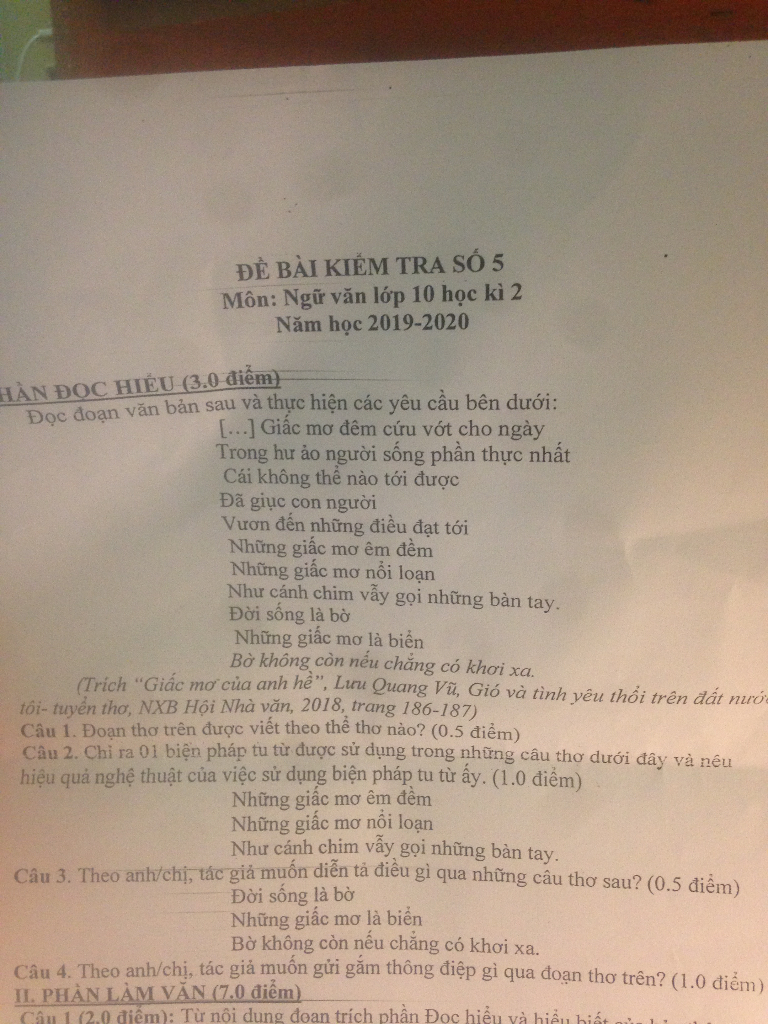 ĐỀ BÀI KIỂM TRA SỐ 5
Môn: Ngữ văn lớp 10 học kì 2
Năm học 2019-2020
HẦN ĐỌC HIỂU (3.0 điểm)
Đọc đoạn văn bản sau và thực hiện các yêu cầu bên dưới:
[…] Giấc mơ đêm cứu vớt cho ngày
Trong hư ảo người sống phần thực nhất
Cái không thể nào tới được
Đã giục con người
Vươn đến những điều đạt tới
Những giấc mơ êm đềm
Những giấc mơ nổi loạn
Như cánh chim vẫy gọi những bàn tay.
Đời sống là bờ
Những giấc mơ là biển
Bờ không còn nếu chẳng có khơi xa.
(Trích “Giấc mơ của anh hề”, Lưu Quang Vũ, Gió và tình yêu thổi trên đất nước
tôi- tuyển thơ, NXB Hội Nhà văn, 2018, trang 186-187)
Câu 1. Đoạn thơ trên được viết theo thể thơ nào? (0.5 điểm)
Câu 2. Chỉ ra 01 biện pháp tu từ được sử dụng trong những câu thơ dưới đây và nêu
hiệu quả nghệ thuật của việc sử dụng biện pháp tu từ ấy. (1.0 điểm)
Những giấc mơ êm đềm
Những giấc mơ nổi loạn
Như cánh chim vẫy gọi những bàn tay.
Câu 3. Theo anh/chị, tác giả muốn diễn tả điều gì qua những câu thơ sau? (0.5 điểm)
Đời sống là bờ
Những giấc mơ là biển
Bờ không còn nếu chẳng có khơi xa.
Câu 4. Theo anh/chị, tác giả muốn gửi gắm thông điệp gì qua đoạn thơ trên? (1.0 điểm)
II. PHẦN LÀM VĂN (7.0 điểm)
Câu 1 (2.0 điểm): Từ nội dung đoạn trích phần Đọc hiểu và hiểu biết của